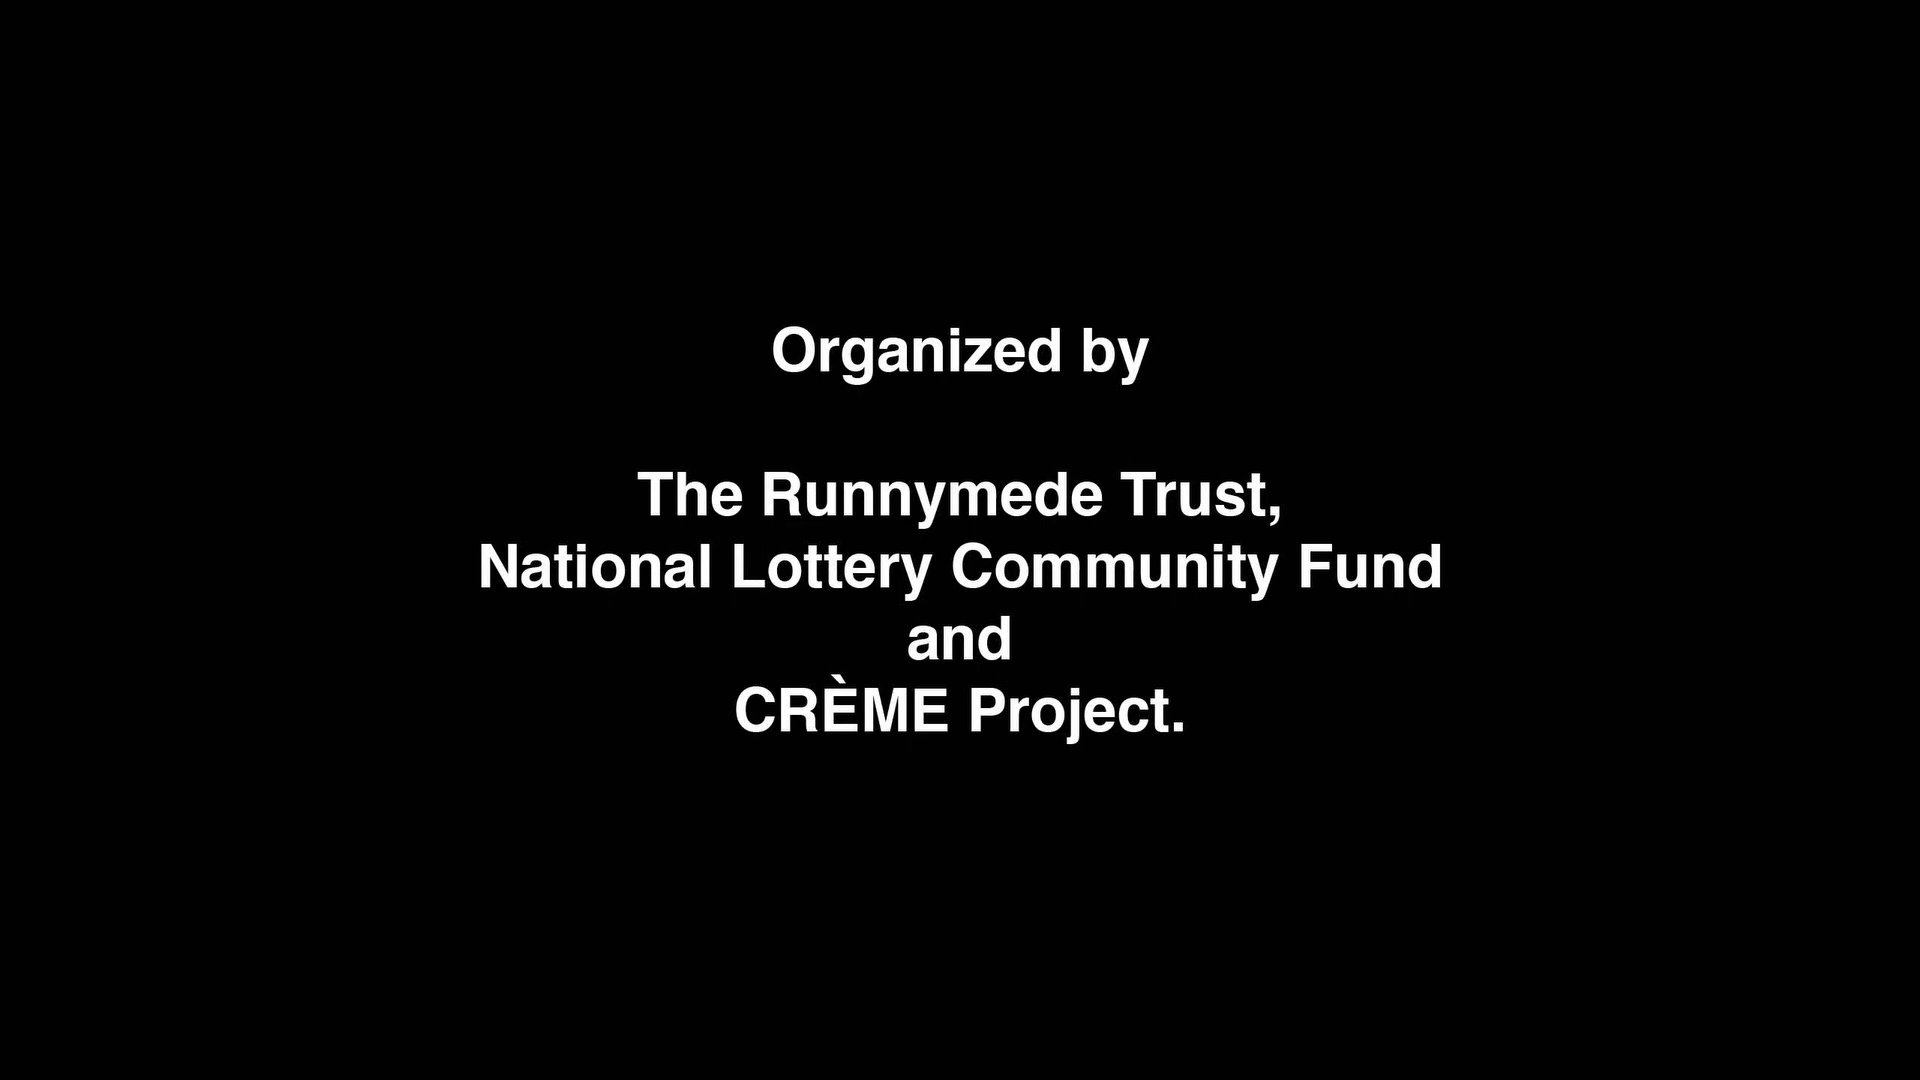 Organized by
The Runnymede Trust,
National Lottery Community Fund
and
CRÈME Project.